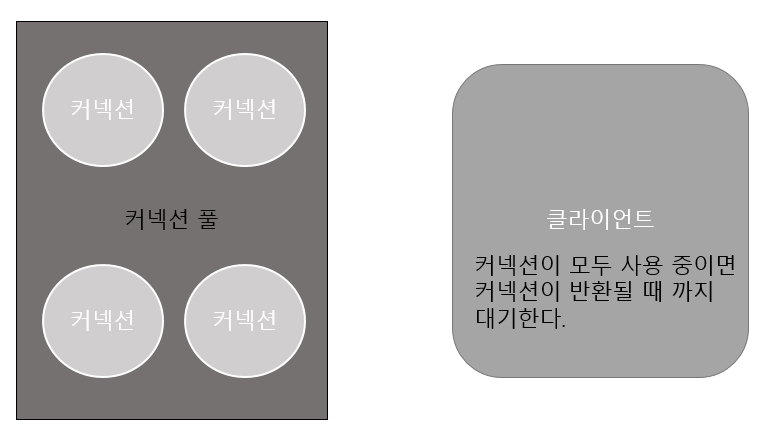 커넥션
커넥션
커넥션 풀
커넥션
커넥션
클라이언트
커넥션이 모두 사용 중이면
커넥션이 반환될 때 까지
대기한다.